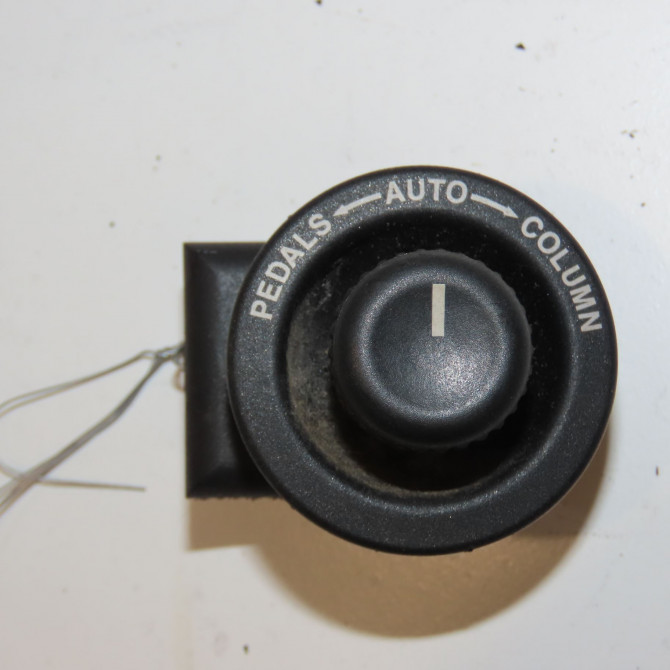 PEDALS ← AUTO → COLUMN